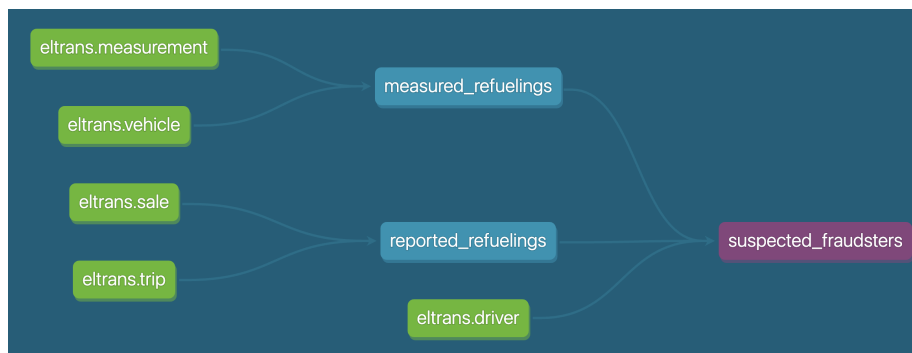 eltrans.measurement
measured_refuelings
eltrans.vehicle
eltrans.sale
reported_refuelings
suspected_fraudsters
eltrans.trip
eltrans.driver